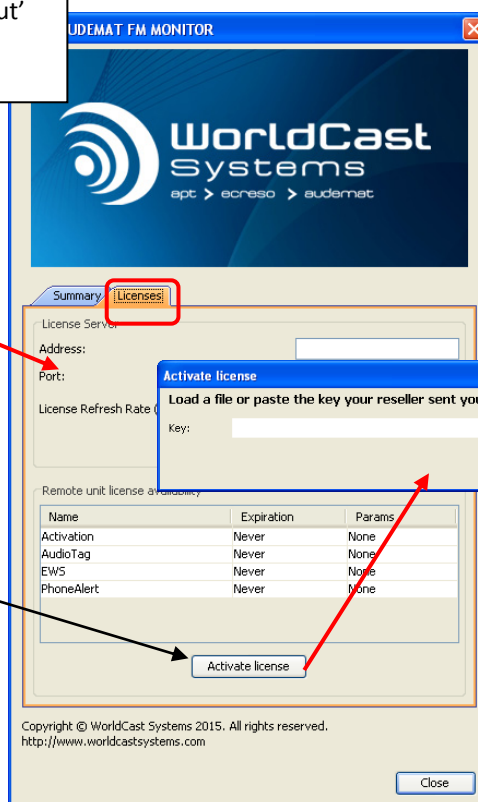 ut'
UDEMAT FM MONITOR
WorldCast
Systems
apt > ecreso > audemat
Summary
Licenses
License Server
Address:
Port:
Activate license
Load a file or paste the key your reseller sent you
License Refresh Rate (
Key:
Remote unit license availability
Name Expiration Params
Activation Never None
AudioTag Never None
EWS Never None
PhoneAlert Never None
Activate license
Copyright © WorldCast Systems 2015. All rights reserved.
http://www.worldcastsystems.com
Close